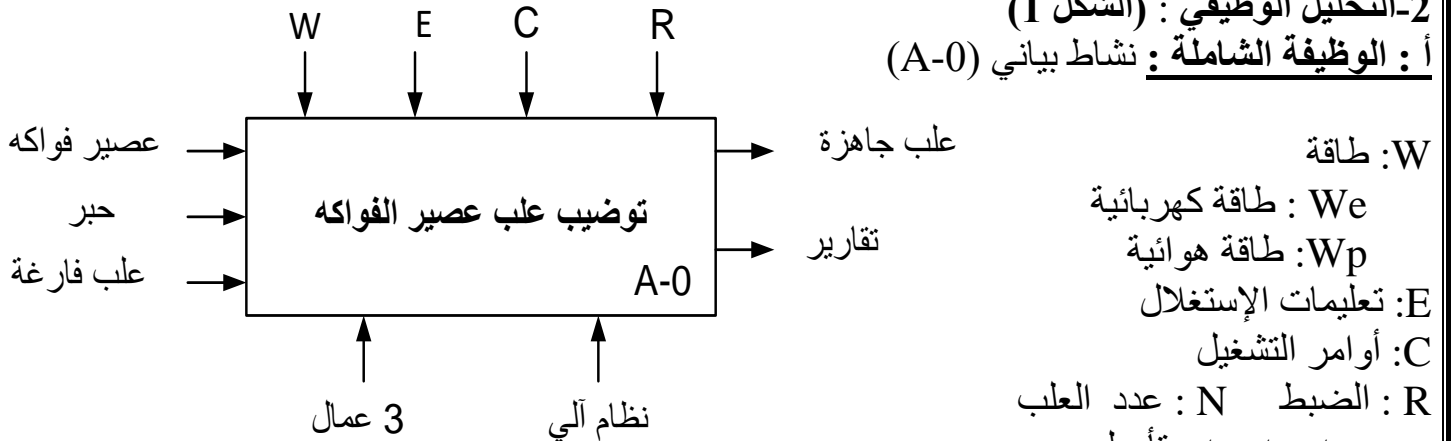 2-التحليل الوظيفي : (الشكل 1)
أ : الوظيفة الشاملة : نشاط بياني (A-0)
W E C R
عصير فواكه
حبر
علب فارغة
توضيب علب عصير الفواكه
A-0
علب جاهزة
تقارير
3 عمال
نظام آلي
W: طاقة
We : طاقة كهربائية
Wp: طاقة هوائية
E: تعليمات الإستغلال
C: أوامر التشغيل
R : الضبط N : عدد العلب